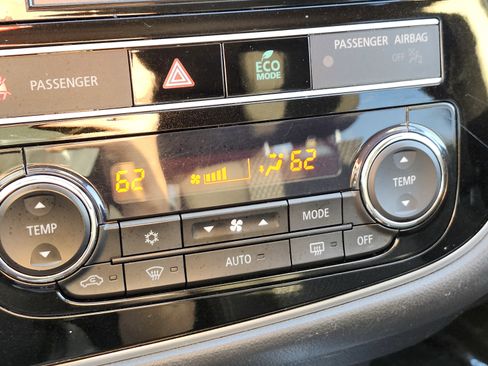 PASSENGER
ECO
MODE
PASSENGER AIRBAG
OFF
62
62
TEMP
TEMP
MODE
AUTO
OFF